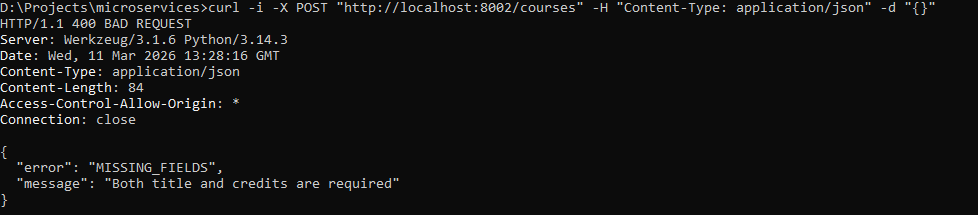 D:\Projects\microservices>curl -i -X POST "http://localhost:8002/courses" -H "Content-Type: application/json" -d "{}"
HTTP/1.1 400 BAD REQUEST
Server: Werkzeug/3.1.6 Python/3.14.3
Date: Wed, 11 Mar 2026 13:28:16 GMT
Content-Type: application/json
Content-Length: 84
Access-Control-Allow-Origin: *
Connection: close

{
  "error": "MISSING_FIELDS",
  "message": "Both title and credits are required"
}